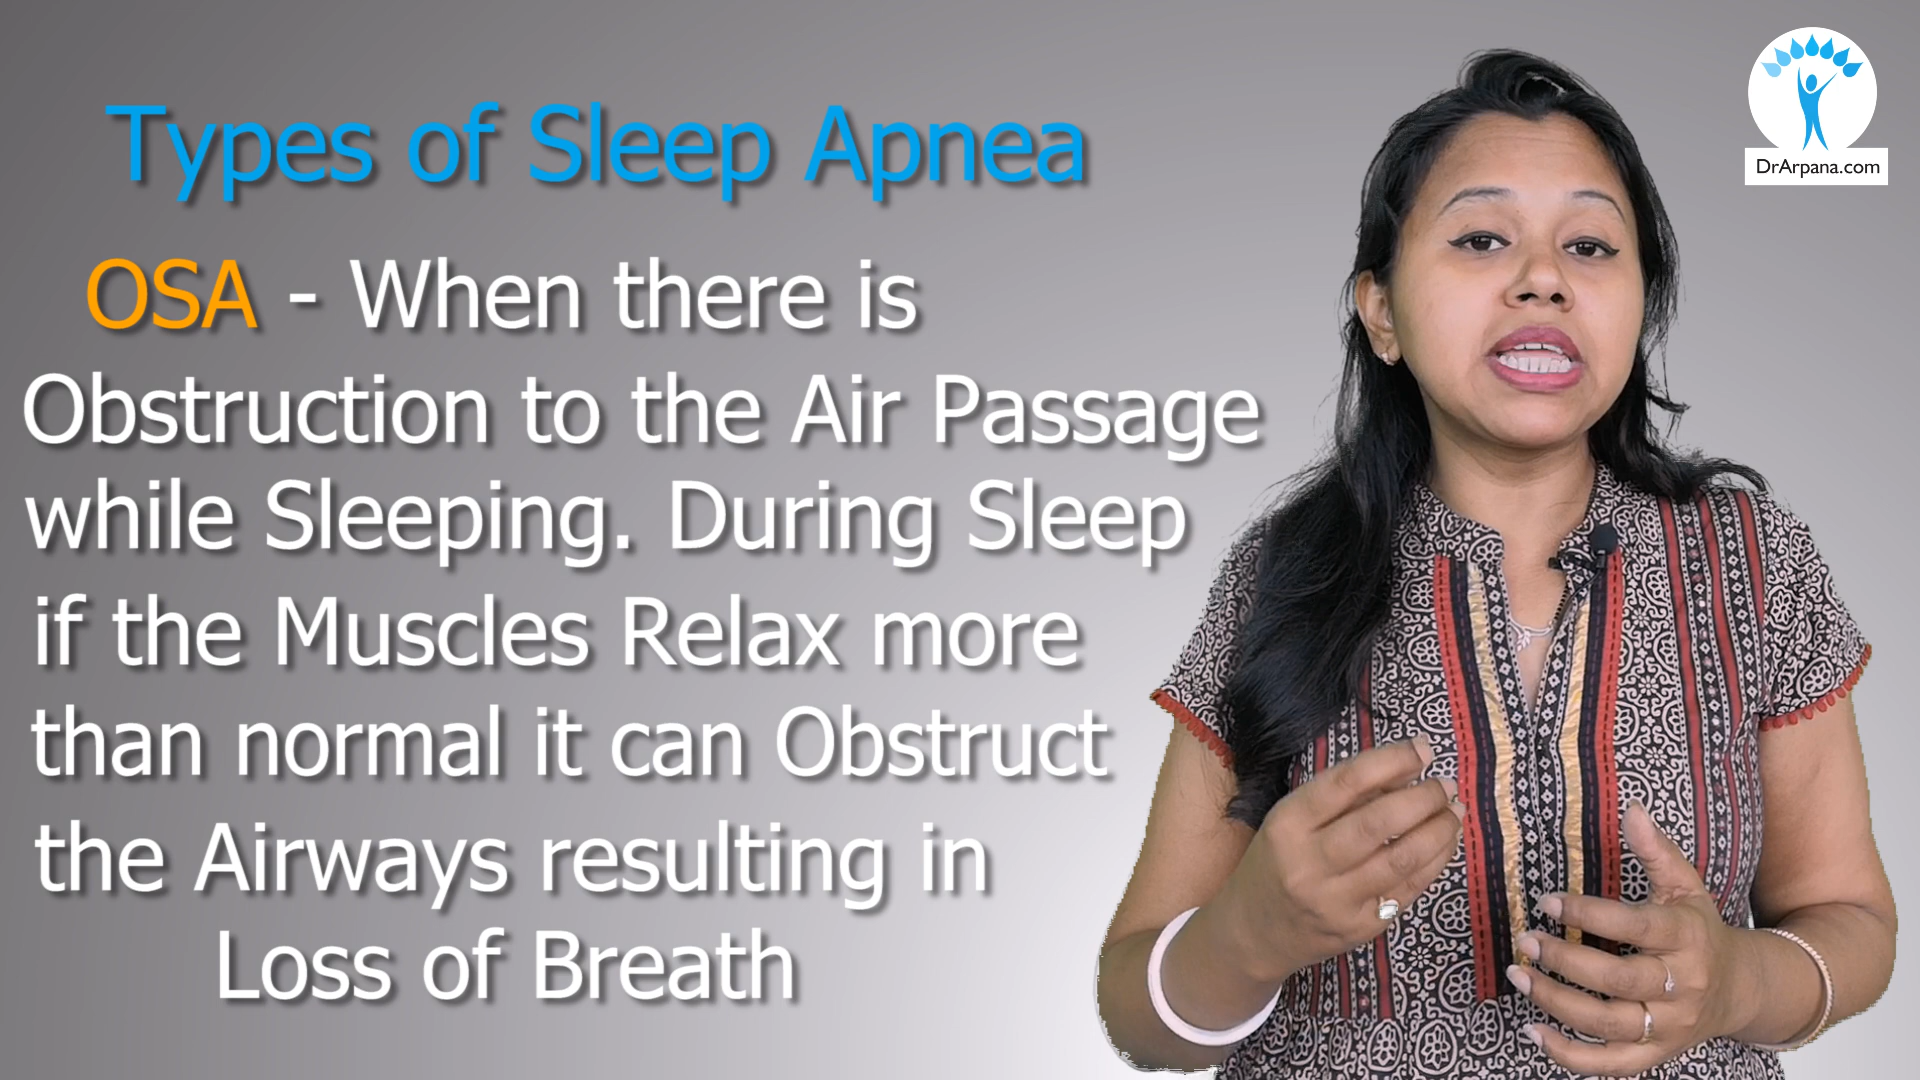 Types of Sleep Apnea
OSA - When there is
Obstruction to the Air Passage
while Sleeping. During Sleep
if the Muscles Relax more
than normal it can Obstruct
the Airways resulting in
Loss of Breath
DrArpana.com